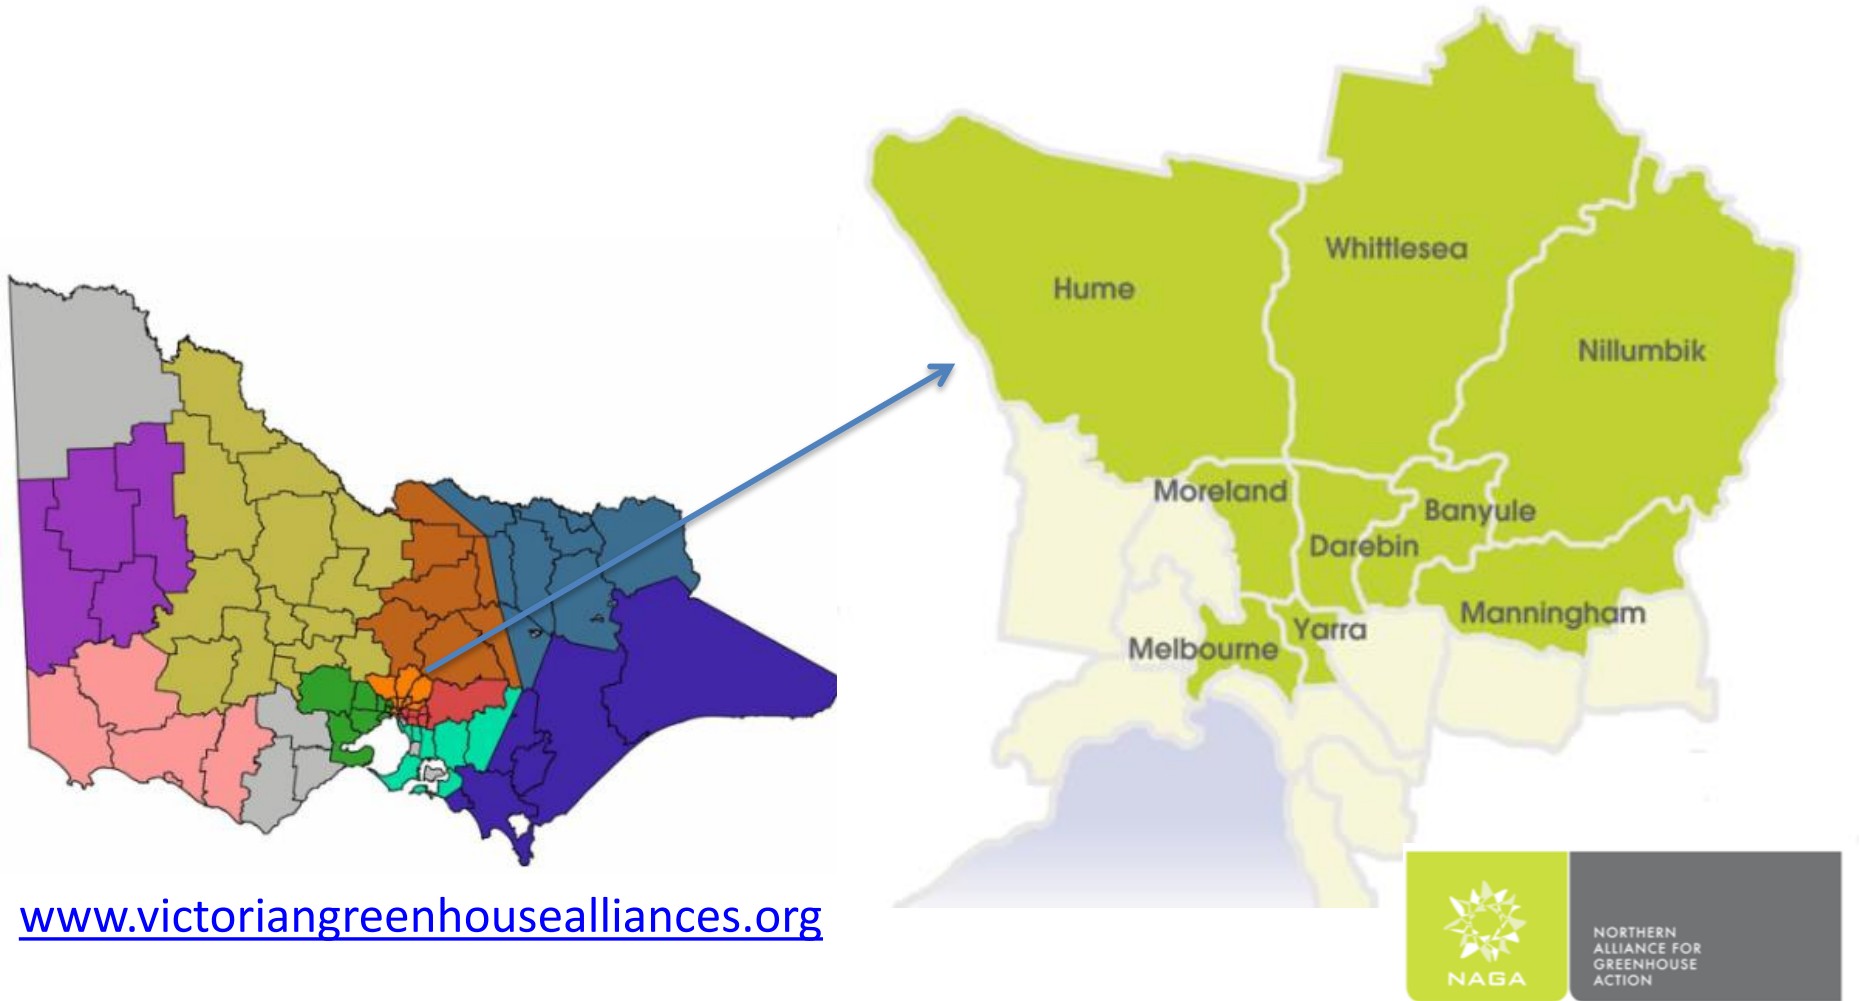 Whittlesea
Hume
Nillumbik
Moreland
Banyule
Darebin
Manningham
Yarra
Melbourne
www.victoriangreenhousealliances.org
NAGA
NORTHERN
ALLIANCE FOR
GREENHOUSE
ACTION